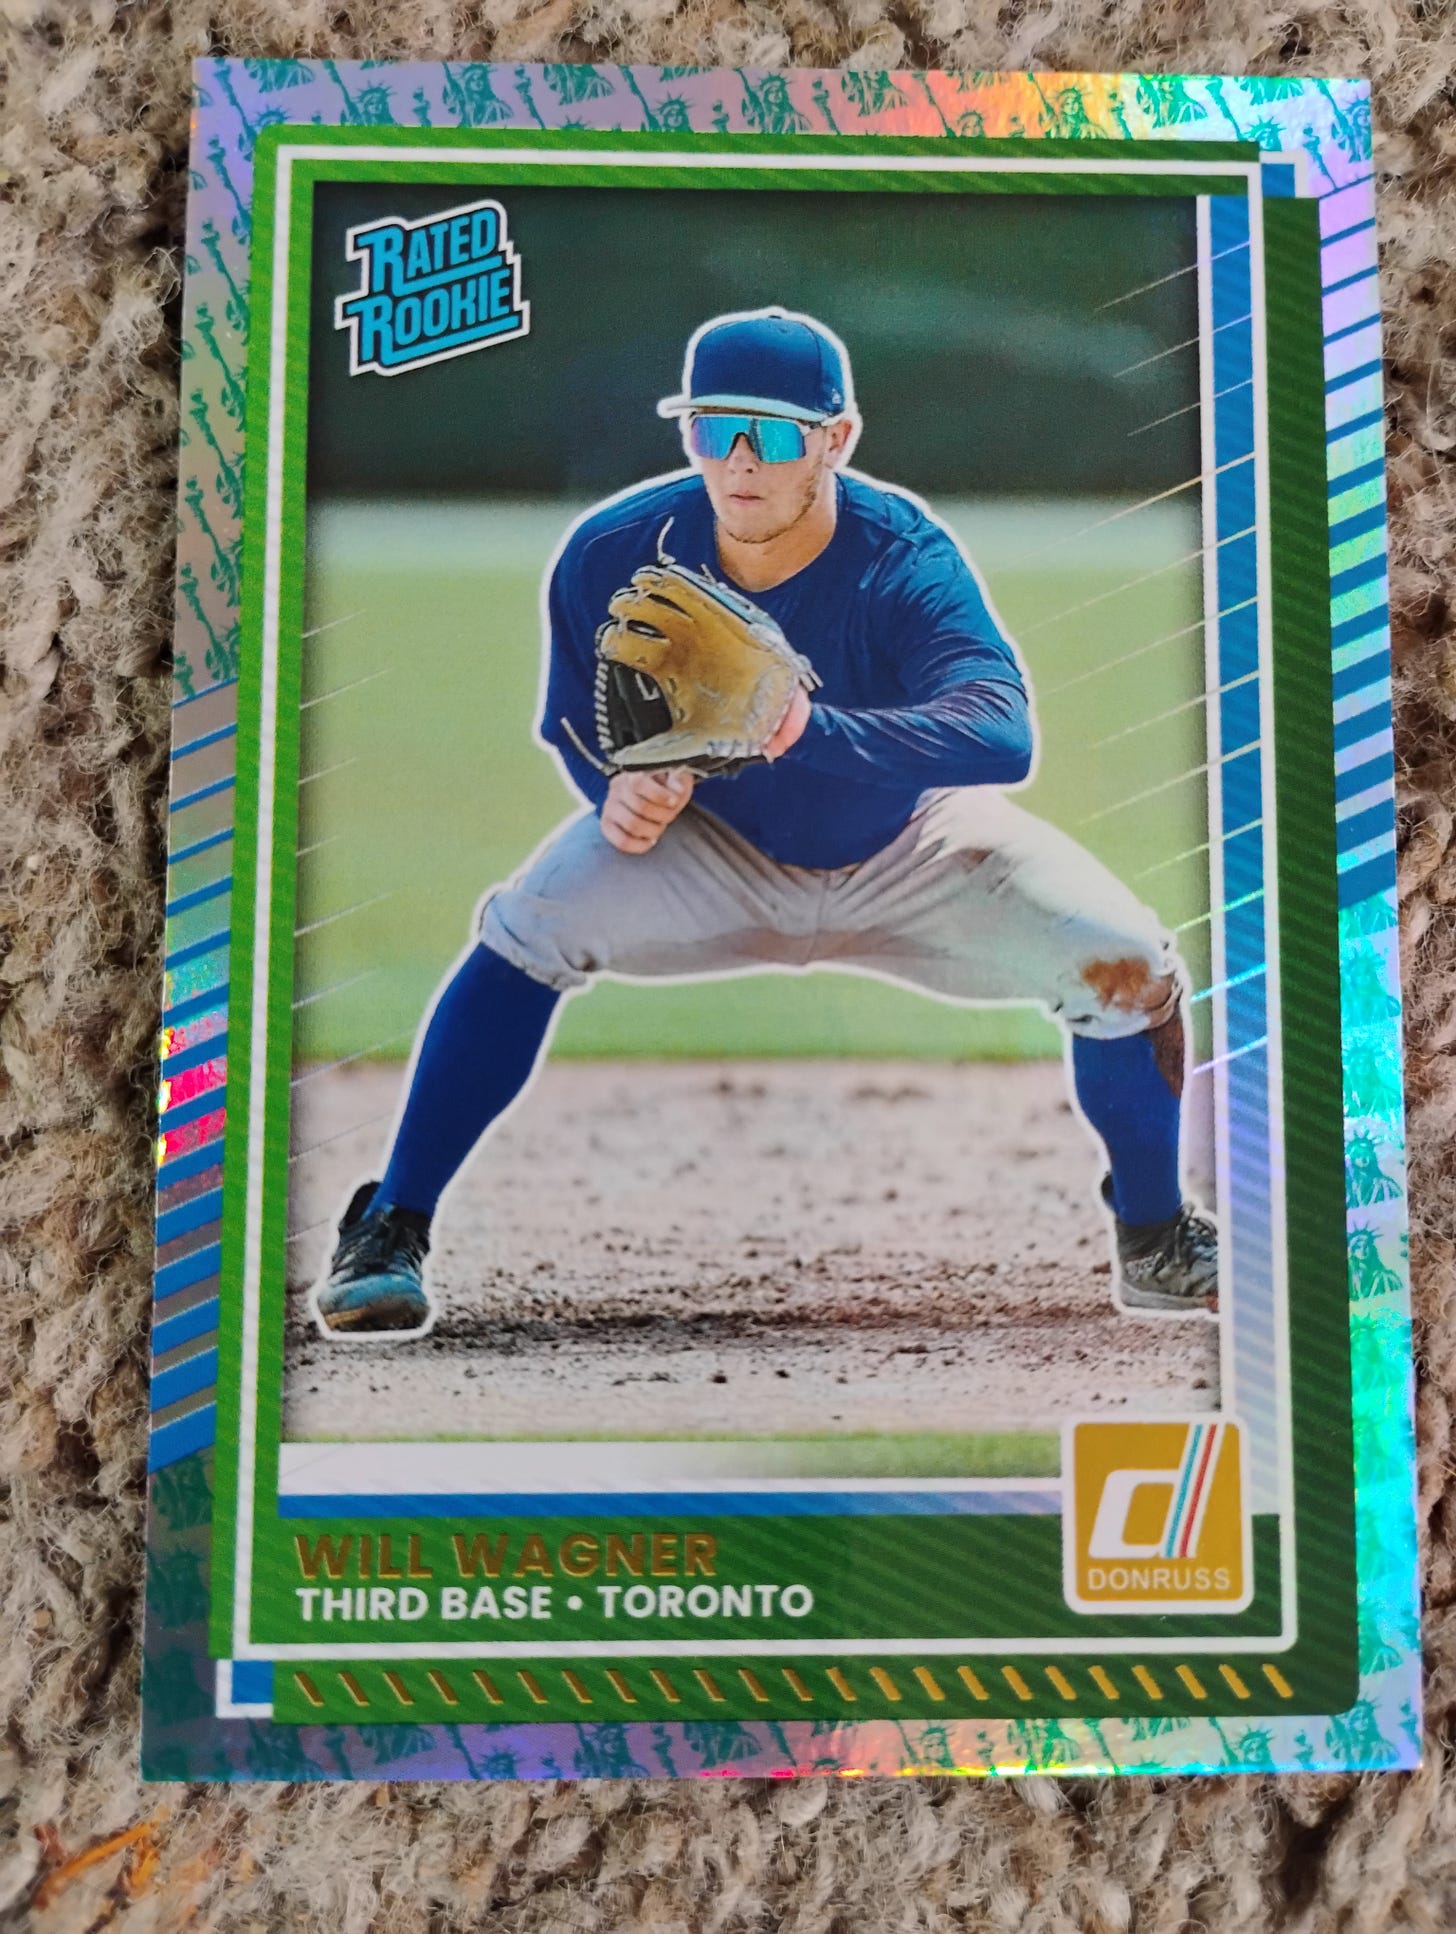 RATED
ROOKIE
WILL WAGNER
THIRD BASE • TORONTO
d
DONRUSS